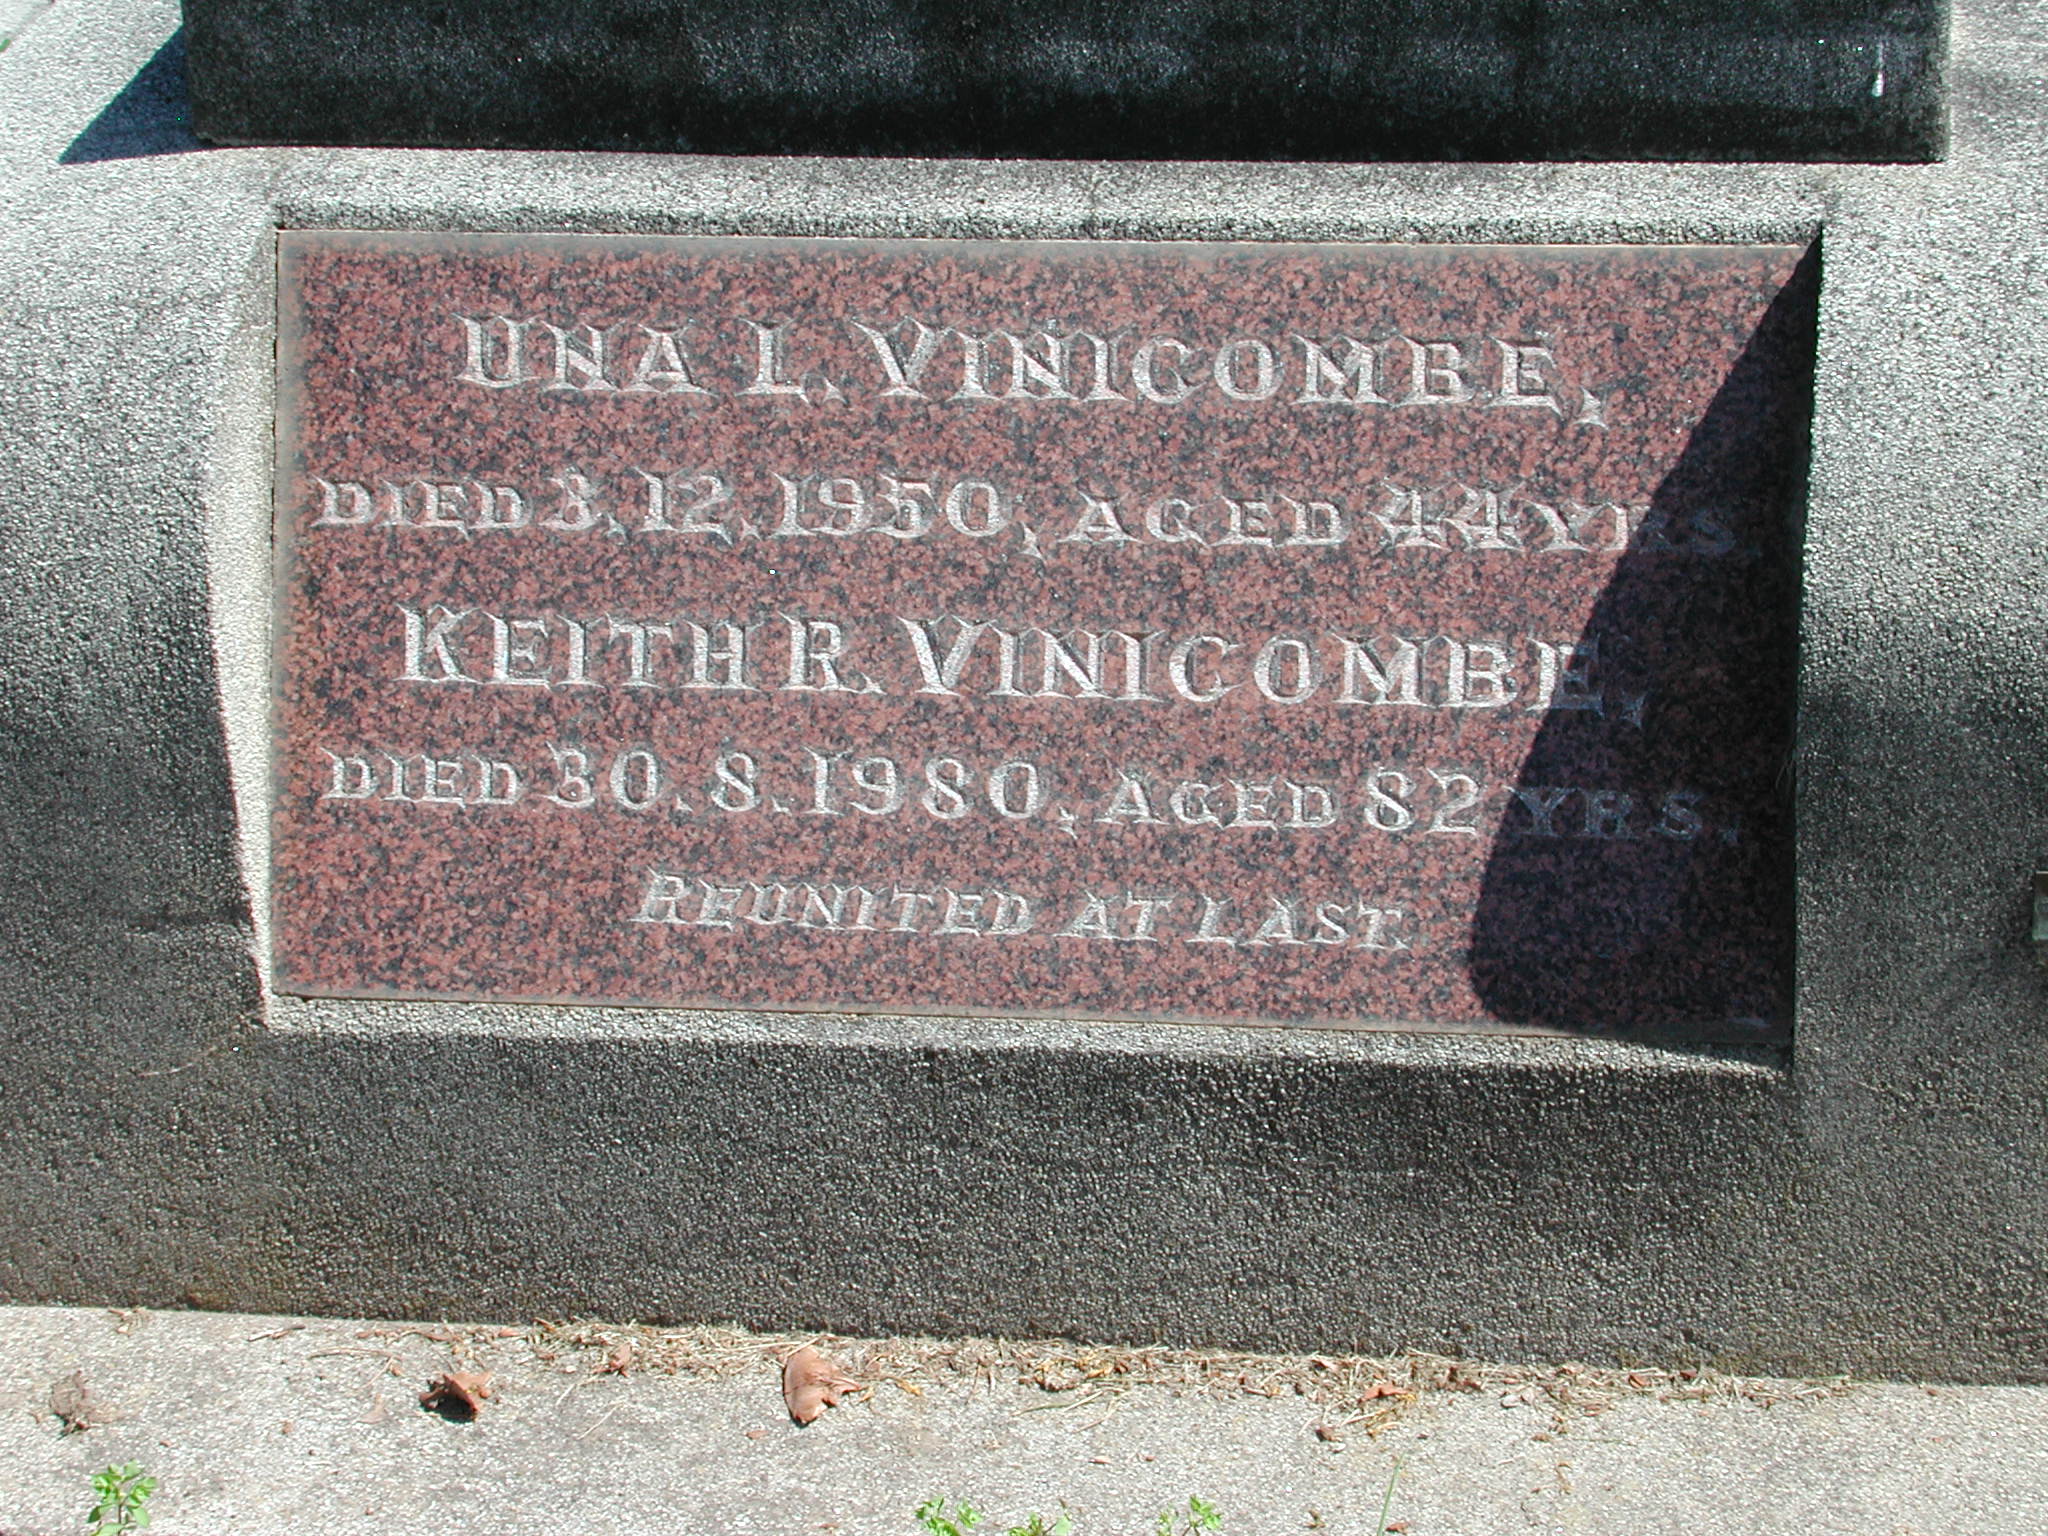 UNA L. VINICOMBE,
DIED 3.12.1950, AGED 44 YRS.
KEITH R. VINICOMBE,
DIED 30.8.1980, AGED 82 YRS.
REUNITED AT LAST.